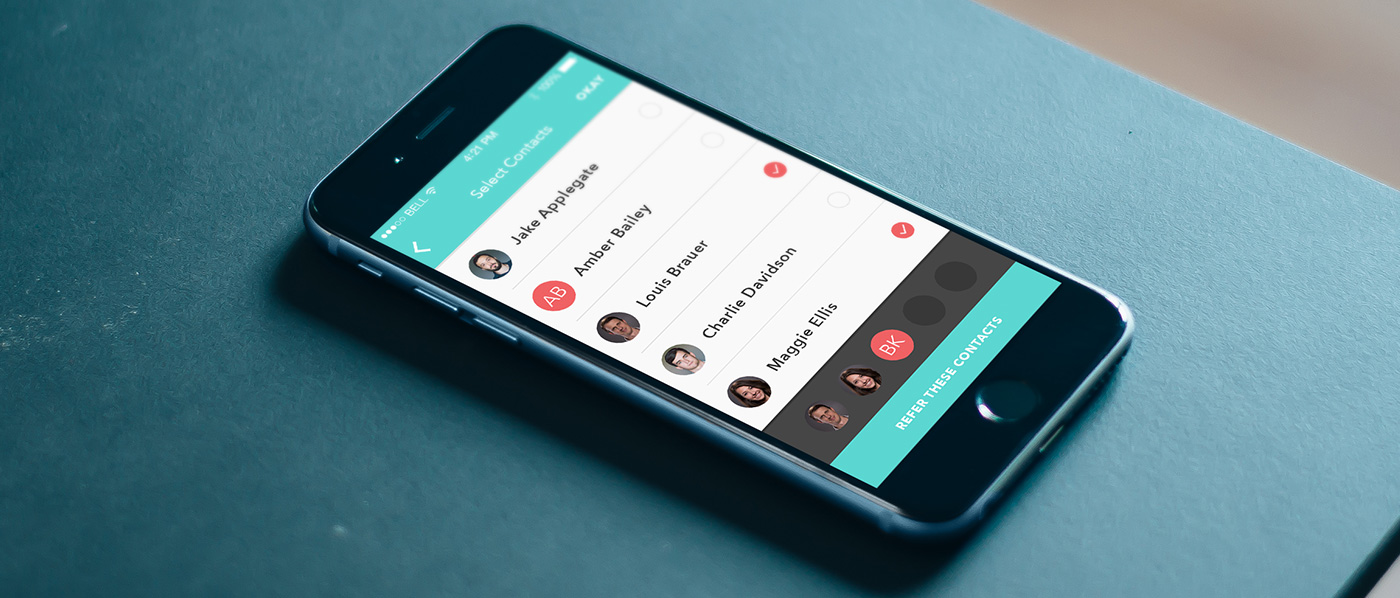 BELL 4:21 PM 100%
Select Contacts OKAY
Jake Applegate
AB Amber Bailey
Louis Brauer
Charlie Davidson
Maggie Ellis
BK
REFER THESE CONTACTS